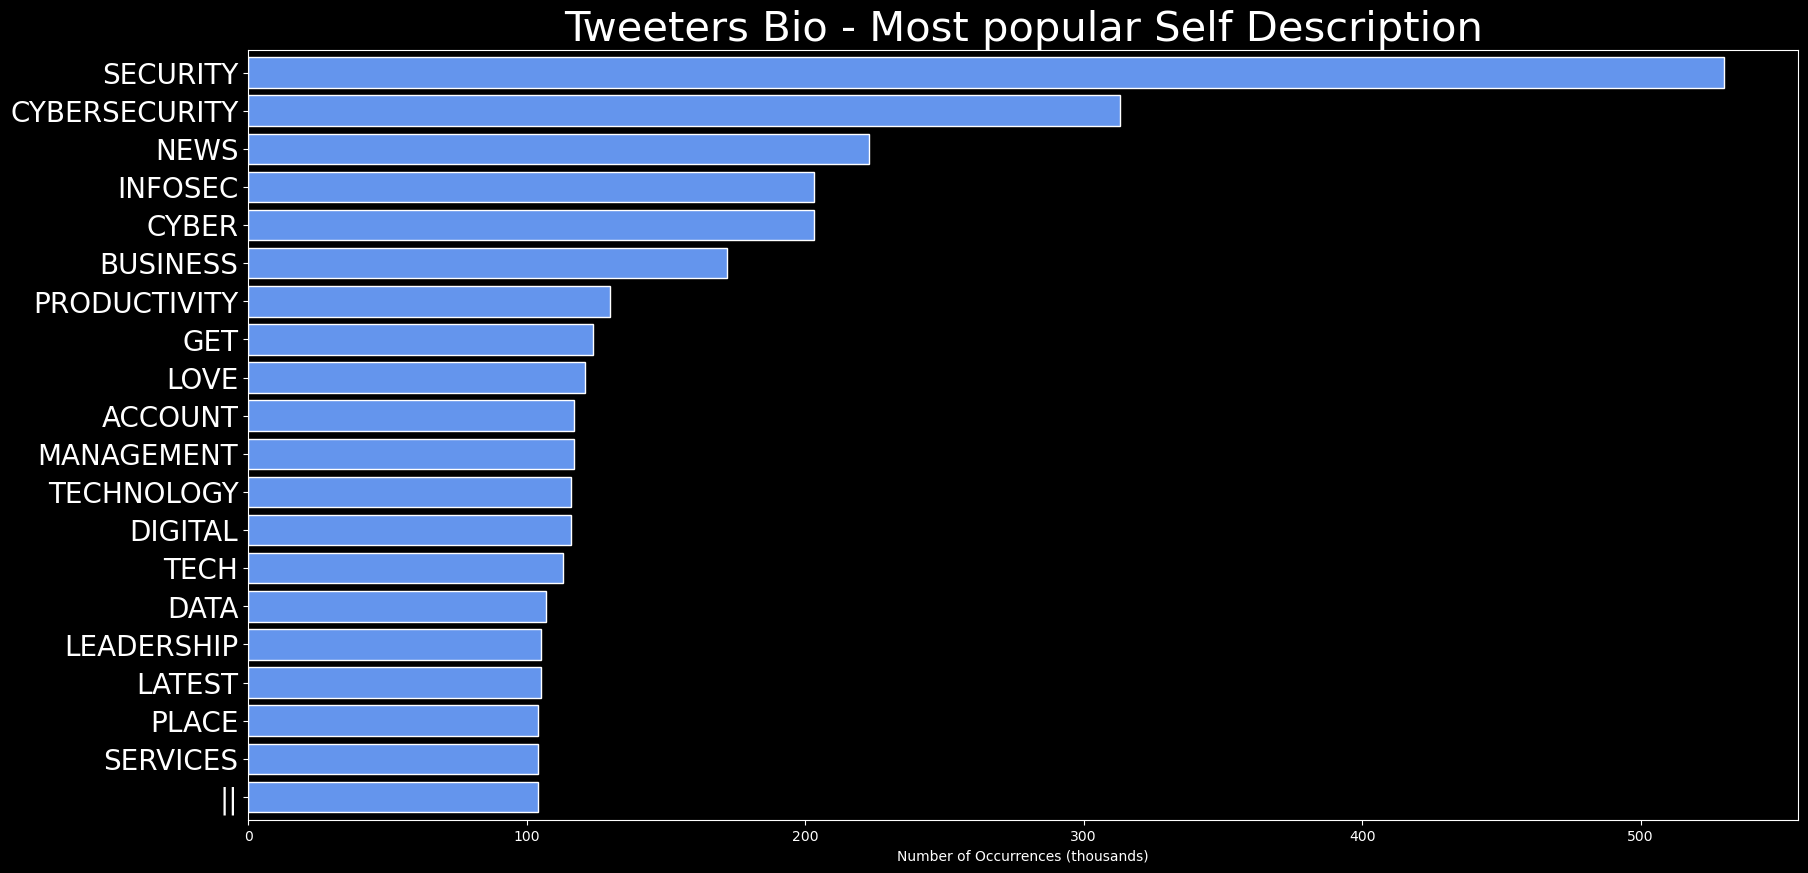 Tweeters Bio - Most popular Self Description
SECURITY
CYBERSECURITY
NEWS
INFOSEC
CYBER
BUSINESS
PRODUCTIVITY
GET
LOVE
ACCOUNT
MANAGEMENT
TECHNOLOGY
DIGITAL
TECH
DATA
LEADERSHIP
LATEST
PLACE
SERVICES
||
0 100 200 300 400 500
Number of Occurrences (thousands)